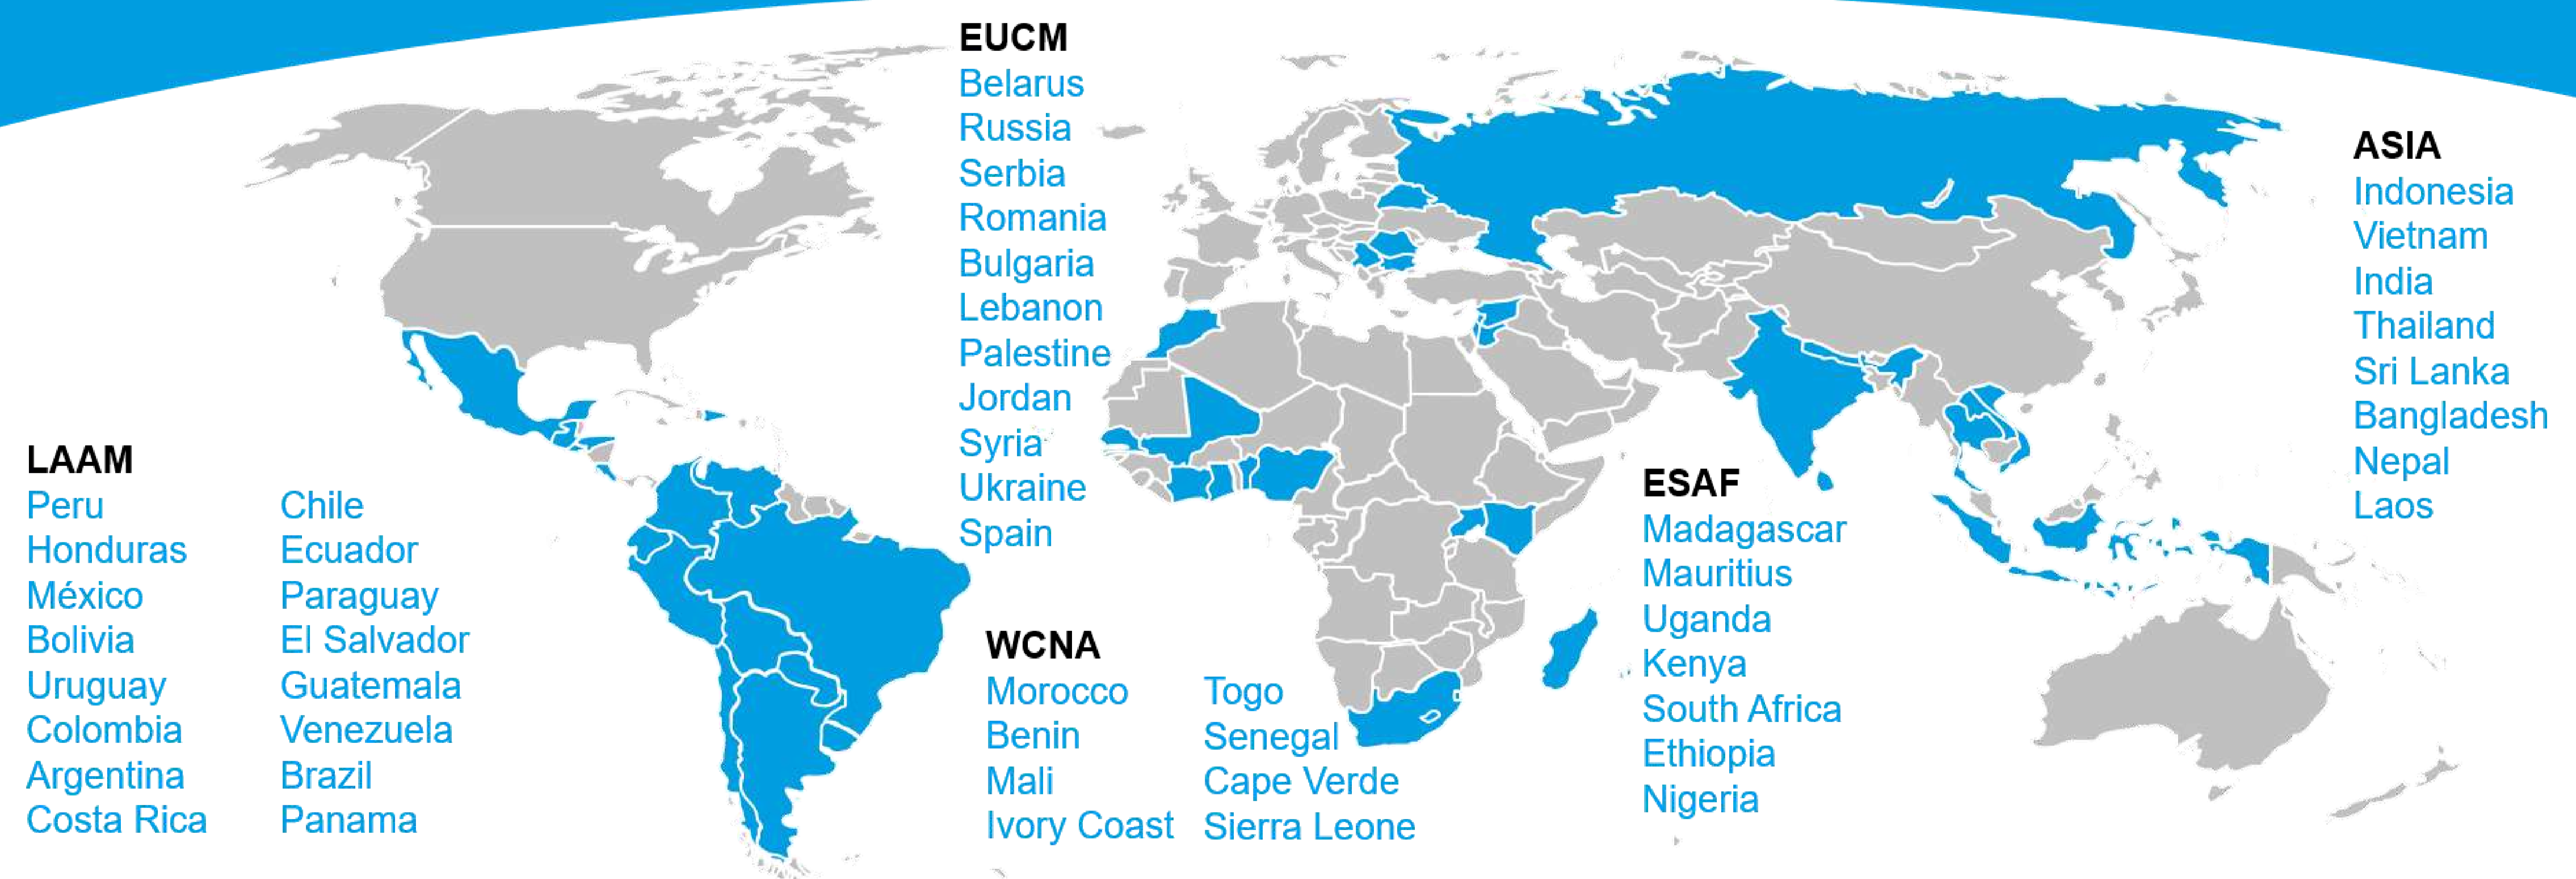 EUCM
Belarus
Russia
Serbia
Romania
Bulgaria
Lebanon
Palestine
Jordan
Syria
Ukraine
Spain
ASIA
Indonesia
Vietnam
India
Thailand
Sri Lanka
Bangladesh
Nepal
Laos
LAAM
Peru
Honduras
México
Bolivia
Uruguay
Colombia
Argentina
Costa Rica
Chile
Ecuador
Paraguay
El Salvador
Guatemala
Venezuela
Brazil
Panama
WCNA
Morocco
Benin
Mali
Ivory Coast
Togo
Senegal
Cape Verde
Sierra Leone
ESAF
Madagascar
Mauritius
Uganda
Kenya
South Africa
Ethiopia
Nigeria